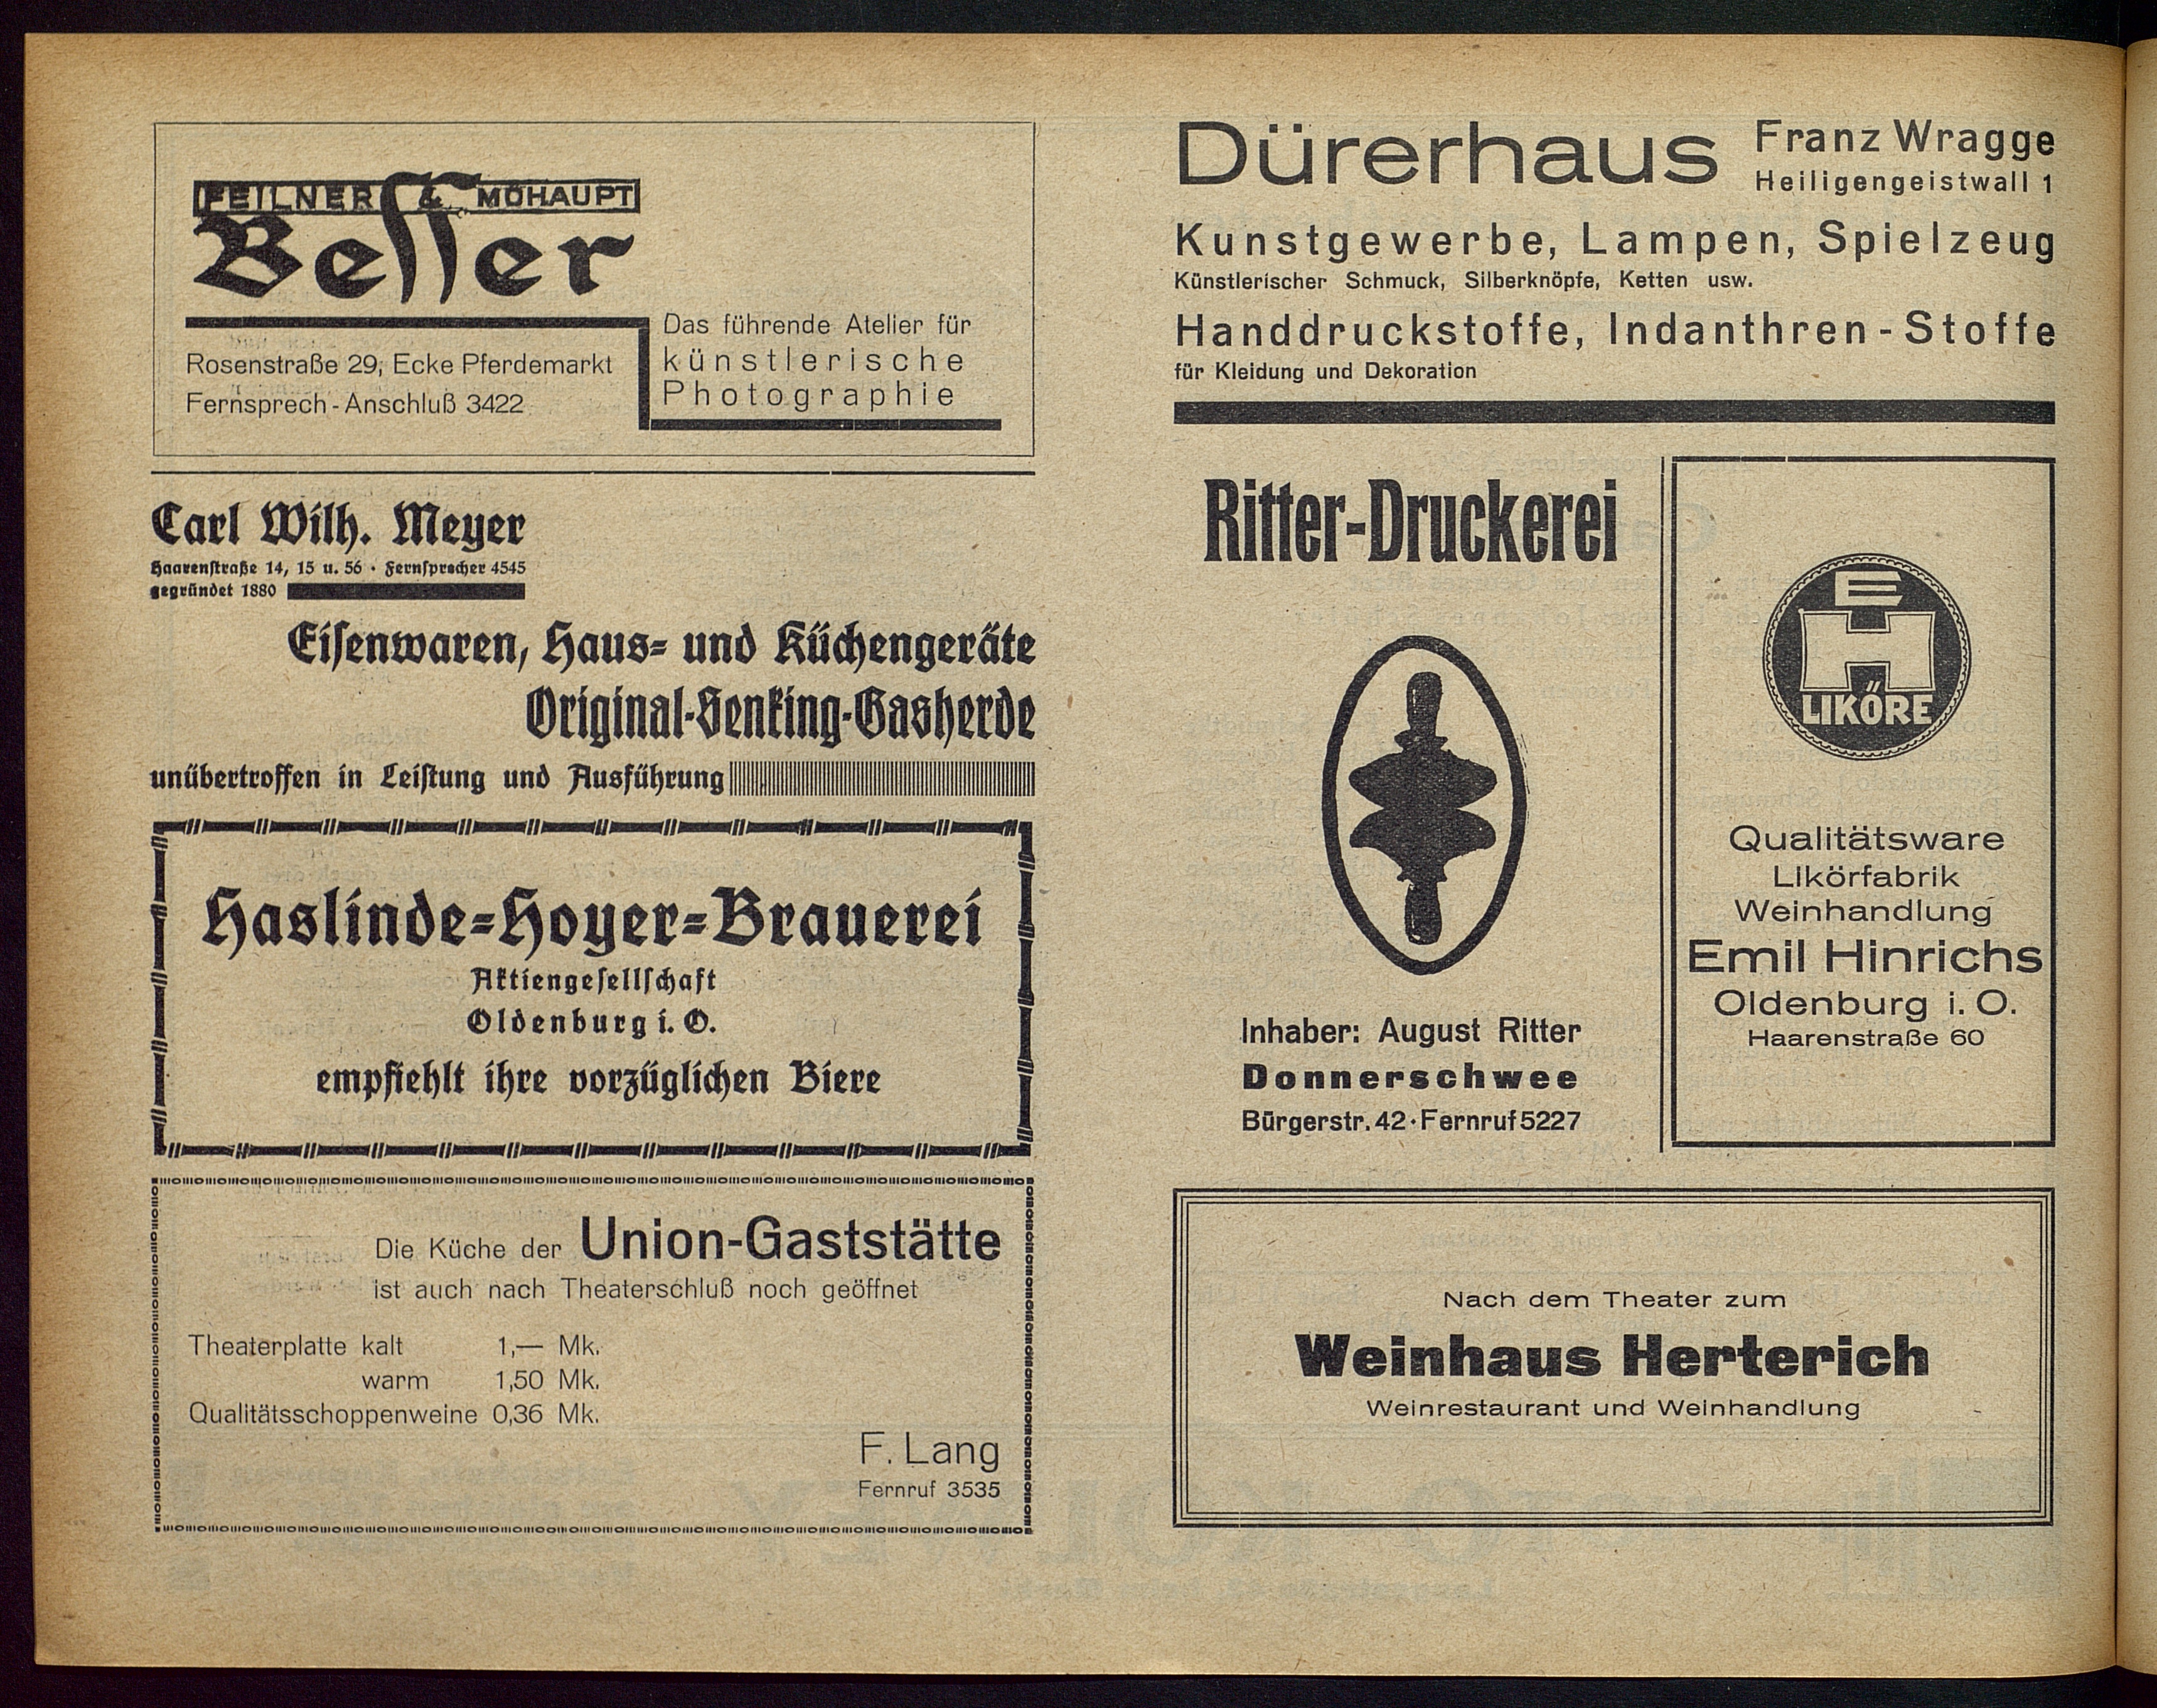 FEILNER & MOHAUPT
Besser
Rosenstraße 29, Ecke Pferdemarkt
Fernsprech-Anschluß 3422
Das führende Atelier für
künstlerische
Photographie
Carl Wilh. Meyer
Haarenstraße 14, 15 u. 56 · Fernsprecher 4545
gegründet 1880
Eisenwaren, Haus- und Küchengeräte
Original-Senking-Gasherde
unübertroffen in Leistung und Ausführung
Haslinde-Hoyer-Brauerei
Aktiengesellschaft
Oldenburg i. O.
empfiehlt ihre vorzüglichen Biere
Die Küche der Union-Gaststätte
ist auch nach Theaterschluß noch geöffnet
Theaterplatte kalt 1,— Mk.
warm 1,50 Mk.
Qualitätsschoppenweine 0,36 Mk.
F. Lang
Fernruf 3535
Dürerhaus Franz Wragge
Heiligengeistwall 1
Kunstgewerbe, Lampen, Spielzeug
Künstlerischer Schmuck, Silberknöpfe, Ketten usw.
Handdruckstoffe, Indanthren-Stoffe
für Kleidung und Dekoration
Ritter-Druckerei
Inhaber: August Ritter
Donnerschwee
Bürgerstr. 42 · Fernruf 5227
E
H
LIKÖRE
Qualitätsware
Likörfabrik
Weinhandlung
Emil Hinrichs
Oldenburg i. O.
Haarenstraße 60
Nach dem Theater zum
Weinhaus Herterich
Weinrestaurant und Weinhandlung